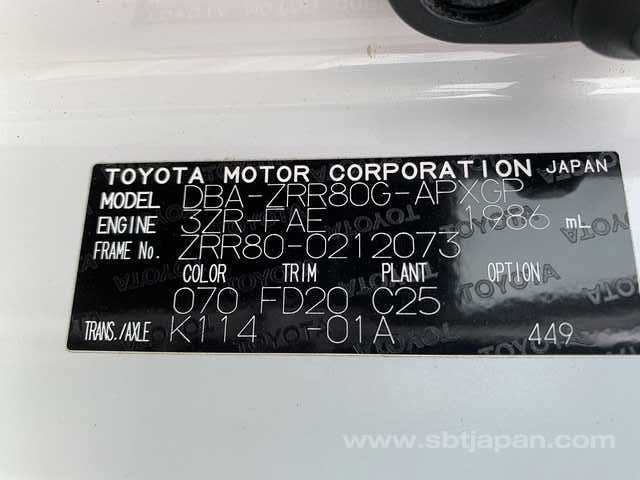 TOYOTA MOTOR CORPORATION JAPAN
MODEL DBA-ZRR80G-APXGP
ENGINE 3ZR-FAE 1986 mL
FRAME No. ZRR80-0212073
COLOR TRIM PLANT OPTION
070 FD20 C25
TRANS./AXLE K114 -01A 449
www.sbtjapan.com